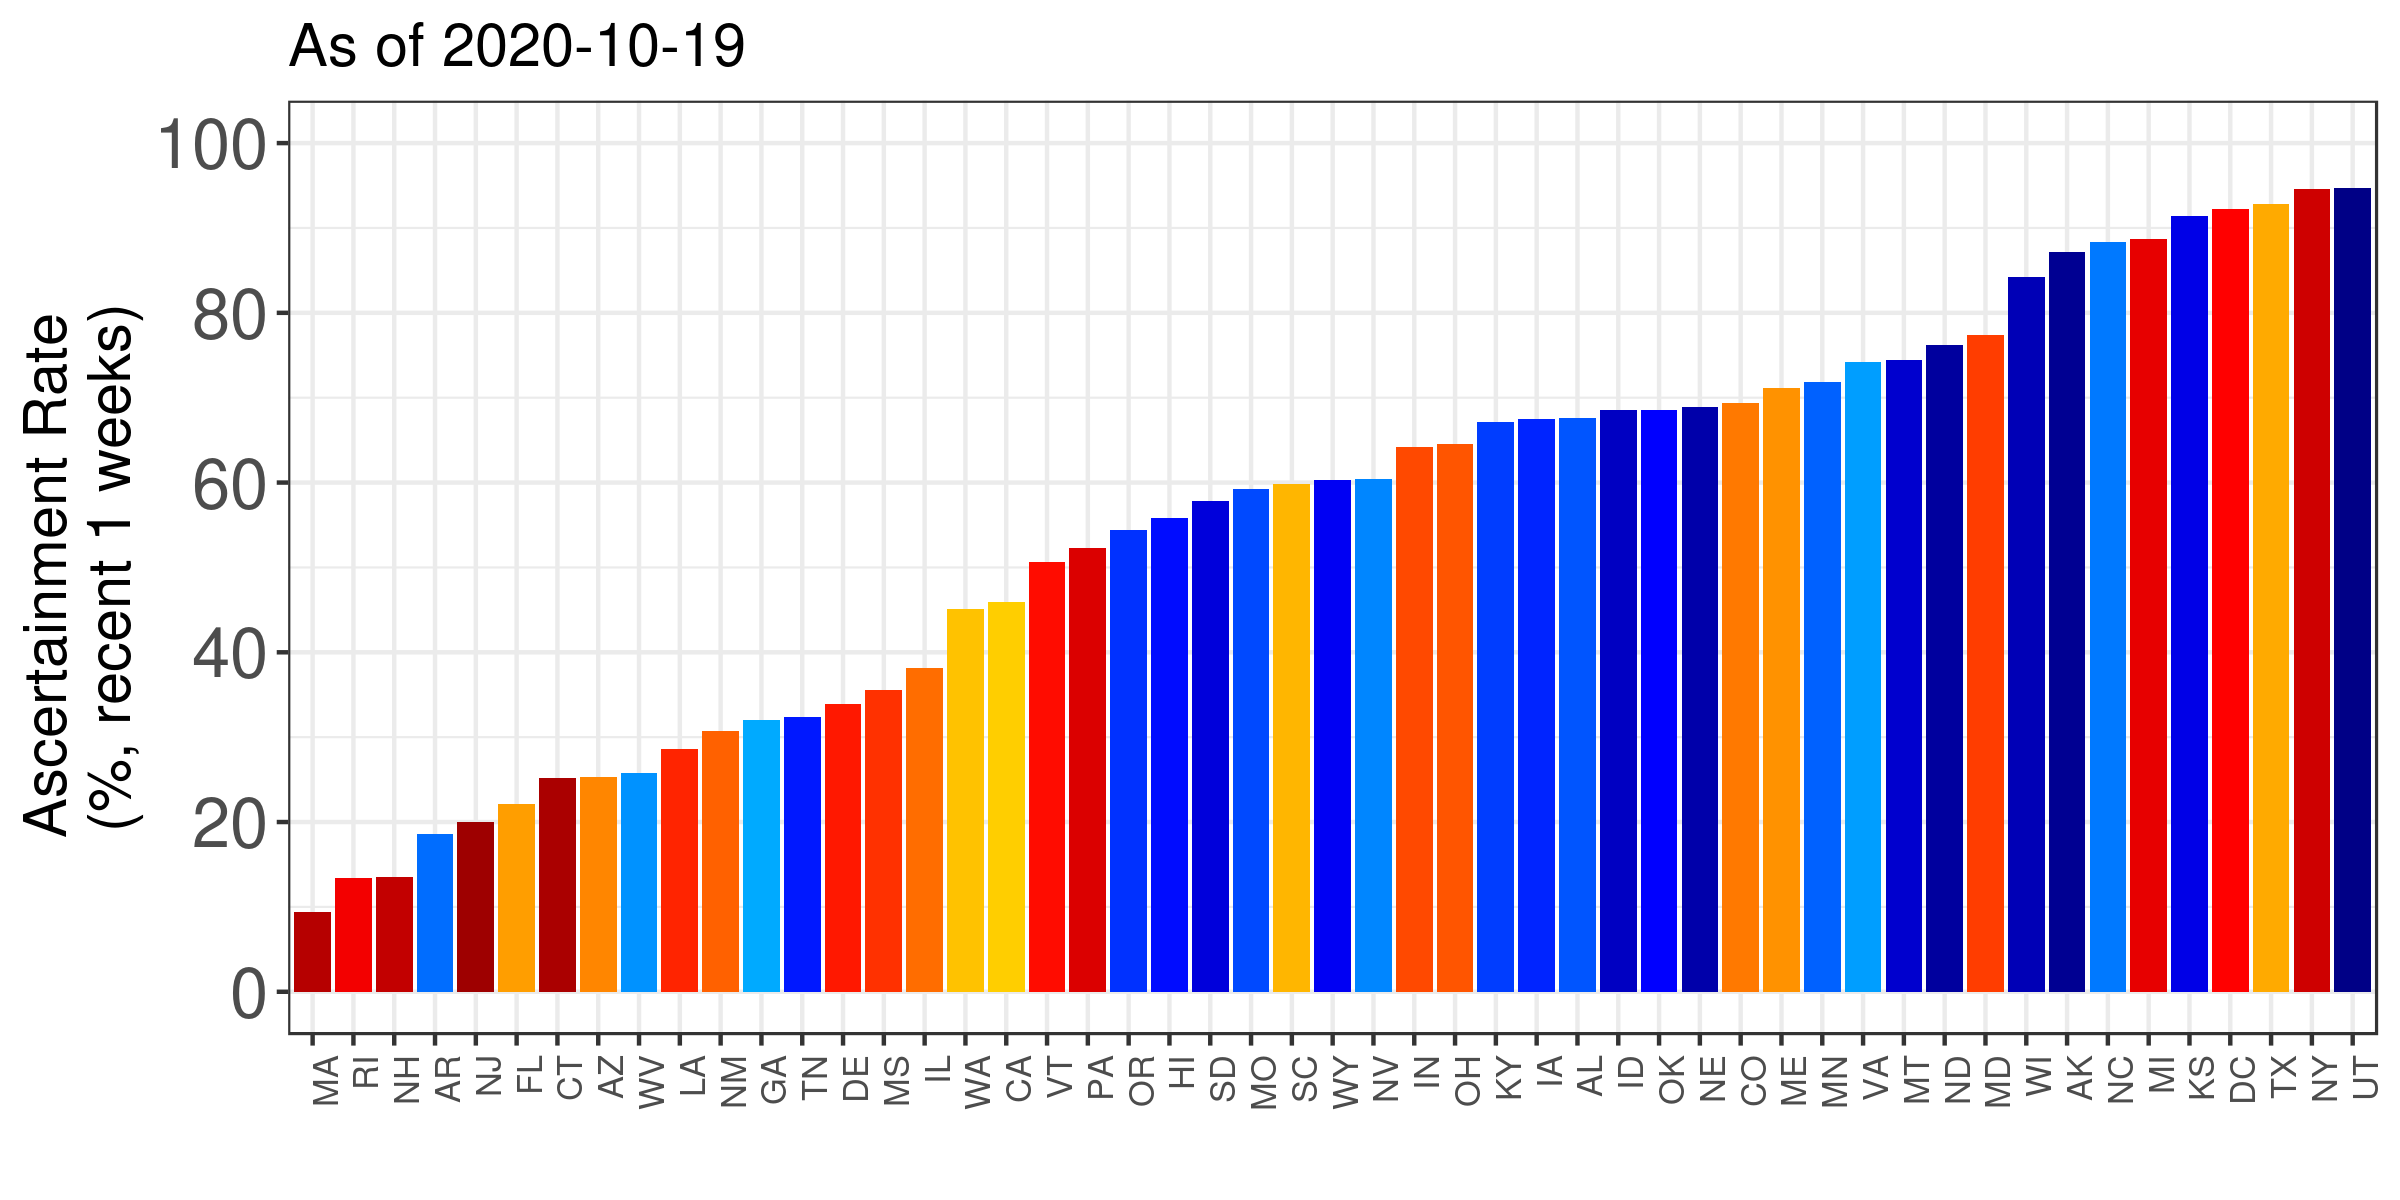 As of 2020-10-19
Ascertainment Rate
(%, recent 1 weeks)
100
80
60
40
20
0
MA RI NH AR NJ FL CT AZ WV LA NM GA TN DE MS IL WA CA VT PA OR HI SD MO SC WY NV IN OH KY IA AL ID OK NE CO ME MN VA MT ND MD WI AK NC MI KS DC TX NY UT